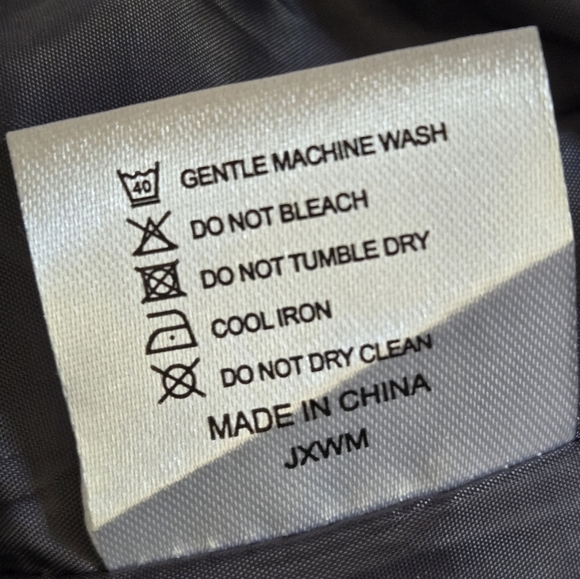 40 GENTLE MACHINE WASH
DO NOT BLEACH
DO NOT TUMBLE DRY
COOL IRON
DO NOT DRY CLEAN
MADE IN CHINA
JXWM